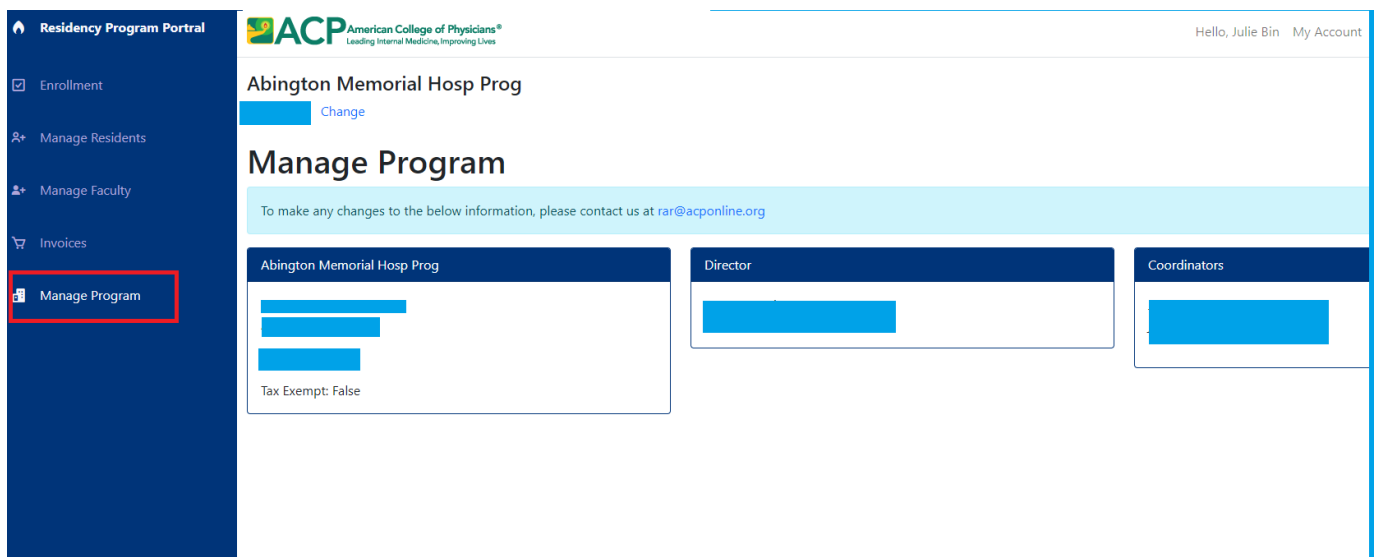 Residency Program Portral
Enrollment
Manage Residents
Manage Faculty
Invoices
Manage Program
ACP American College of Physicians®
Leading Internal Medicine, Improving Lives
Hello, Julie Bin My Account
Abington Memorial Hosp Prog
Change
Manage Program
To make any changes to the below information, please contact us at rar@acponline.org
Abington Memorial Hosp Prog
Tax Exempt: False
Director
Coordinators